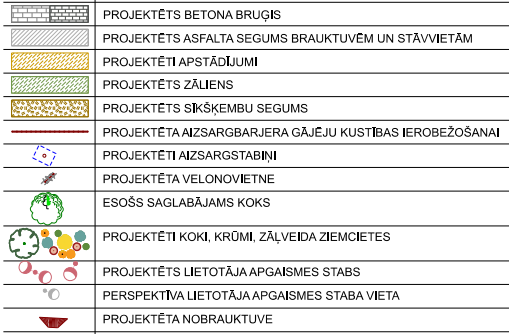 PROJEKTĒTS BETONA BRUĢIS
PROJEKTĒTS ASFALTA SEGUMS BRAUKTUVĒM UN STĀVVIETĀM
PROJEKTĒTI APSTĀDĪJUMI
PROJEKTĒTS ZĀLIENS
PROJEKTĒTS SĪKŠĶEMBU SEGUMS
PROJEKTĒTA AIZSARGBARJERA GĀJĒJU KUSTĪBAS IEROBEŽOŠANAI
PROJEKTĒTI AIZSARGSTABIŅI
PROJEKTĒTA VELONOVIETNE
ESOŠS SAGLABĀJAMS KOKS
PROJEKTĒTI KOKI, KRŪMI, ZĀĻVEIDA ZIEMCIETES
PROJEKTĒTS LIETOTĀJA APGAISMES STABS
PERSPEKTĪVA LIETOTĀJA APGAISMES STABA VIETA
PROJEKTĒTA NOBRAUKTUVE